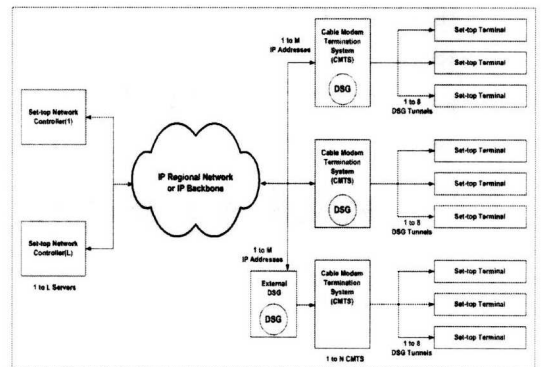 1 to M
IP Addresses
Cable Modem
Termination
System
(CMTS)
DSG
Set-top Terminal
Set-top Terminal
Set-top Terminal
1 to 8
DSG Tunnels
Set-top Network
Controller(1)
IP Regional Network
or IP Backbone
Cable Modem
Termination
System
(CMTS)
DSG
Set-top Terminal
Set-top Terminal
Set-top Terminal
1 to 8
DSG Tunnels
Set-top Network
Controller(L)
1 to L Servers
1 to M
IP Addresses
External
DSG
DSG
Cable Modem
Termination
System
(CMTS)
1 to N CMTS
Set-top Terminal
Set-top Terminal
Set-top Terminal
1 to 8
DSG Tunnels